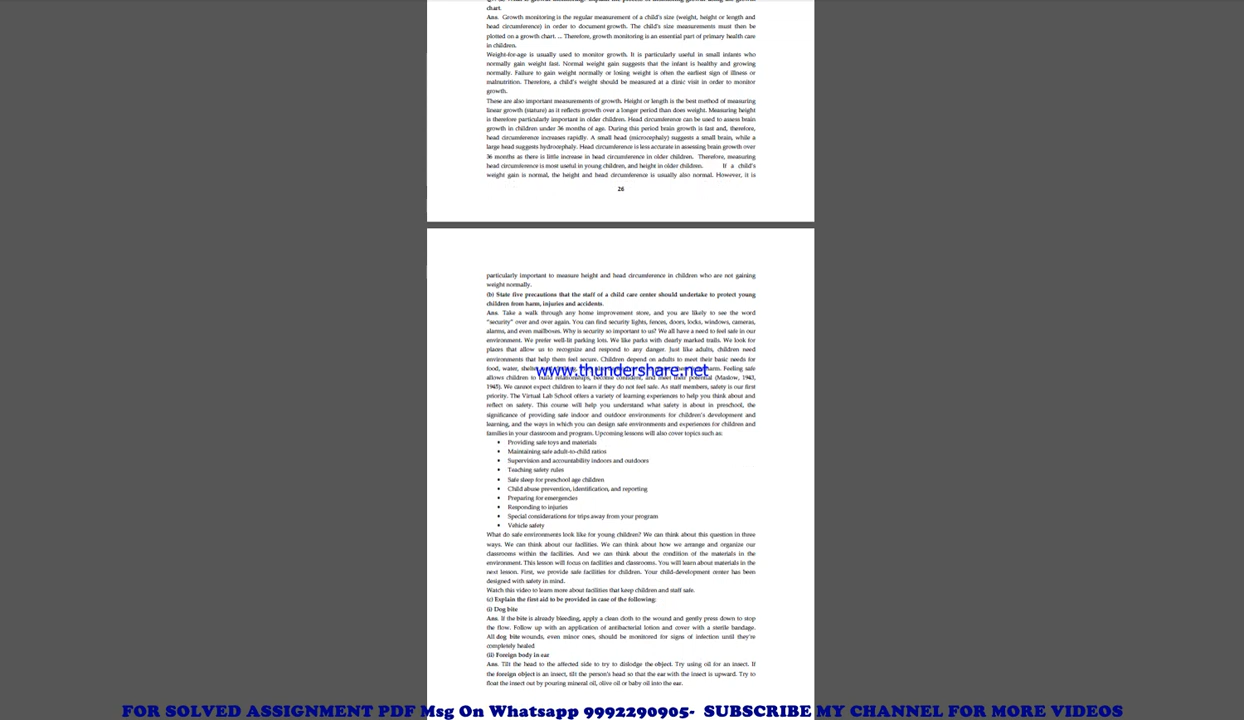 chart.
Ans. Growth monitoring is the regular measurement of a child's size (weight, height or length and
head circumference) in order to document growth. The child's size measurements must then be
plotted on a growth chart. ... Therefore, growth monitoring is an essential part of primary health care
in children.
Weight-for-age is usually used to monitor growth. It is particularly useful in small infants who
normally gain weight fast. Normal weight gain suggests that the infant is healthy and growing
normally. Failure to gain weight normally or losing weight is often the earliest sign of illness or
malnutrition. Therefore, a child's weight should be measured at a clinic visit in order to monitor
growth.
These are also important measurements of growth. Height or length is the best method of measuring
linear growth (stature) as it reflects growth over a longer period than does weight. Measuring height
is therefore particularly important in older children. Head circumference can be used to assess brain
growth in children under 36 months of age. During this period brain growth is fast and, therefore,
head circumference increases rapidly. A small head (microcephaly) suggests a small brain, while a
large head suggests hydrocephaly. Head circumference is less accurate in assessing brain growth over
36 months as there is little increase in head circumference in older children. Therefore, measuring
head circumference is most useful in young children, and height in older children. If a child's
weight gain is normal, the height and head circumference is usually also normal. However, it is
26
particularly important to measure height and head circumference in children who are not gaining
weight normally.
(b) State five precautions that the staff of a child care center should undertake to protect young
children from harm, injuries and accidents.
Ans. Take a walk through any home improvement store, and you are likely to see the word
"security" over and over again. You can find security lights, fences, doors, locks, windows, cameras,
alarms, and even mailboxes. Why is security so important to us? We all have a need to feel safe in our
environment. We prefer well-lit parking lots. We like parks with clearly marked trails. We look for
places that allow us to recognize and respond to any danger. Just like adults, children need
environments that help them feel secure. Children depend on adults to meet their basic needs for
food, water, harm. Feeling safe
www.thundershare.net
allows children to build relationships, become confident, and meet their potential (Maslow, 1943,
1945). We cannot expect children to learn if they do not feel safe. As staff members, safety is our first
priority. The Virtual Lab School offers a variety of learning experiences to help you think about and
reflect on safety. This course will help you understand what safety is about in preschool, the
significance of providing safe indoor and outdoor environments for children's development and
learning, and the ways in which you can design safe environments and experiences for children and
families in your classroom and program. Upcoming lessons will also cover topics such as:
• Providing safe toys and materials
• Maintaining safe adult-to-child ratios
• Supervision and accountability indoors and outdoors
• Teaching safety rules
• Safe sleep for preschool age children
• Child abuse prevention, identification, and reporting
• Preparing for emergencies
• Responding to injuries
• Special considerations for trips away from your program
• Vehicle safety
What do safe environments look like for young children? We can think about this question in three
ways. We can think about our facilities. We can think about how we arrange and organize our
classrooms within the facilities. And we can think about the condition of the materials in the
environment. This lesson will focus on facilities and classrooms. You will learn about materials in the
next lesson. First, we provide safe facilities for children. Your child-development center has been
designed with safety in mind.
Watch this video to learn more about facilities that keep children and staff safe.
(c) Explain the first aid to be provided in case of the following:
(i) Dog bite
Ans. If the bite is already bleeding, apply a clean cloth to the wound and gently press down to stop
the flow. Follow up with an application of antibacterial lotion and cover with a sterile bandage.
All dog bite wounds, even minor ones, should be monitored for signs of infection until they're
completely healed
(ii) Foreign body in ear
Ans. Tilt the head to the affected side to try to dislodge the object. Try using oil for an insect. If
the foreign object is an insect, tilt the person's head so that the ear with the insect is upward. Try to
float the insect out by pouring mineral oil, olive oil or baby oil into the ear.
FOR SOLVED ASSIGNMENT PDF Msg On Whatsapp 9992290905- SUBSCRIBE MY CHANNEL FOR MORE VIDEOS